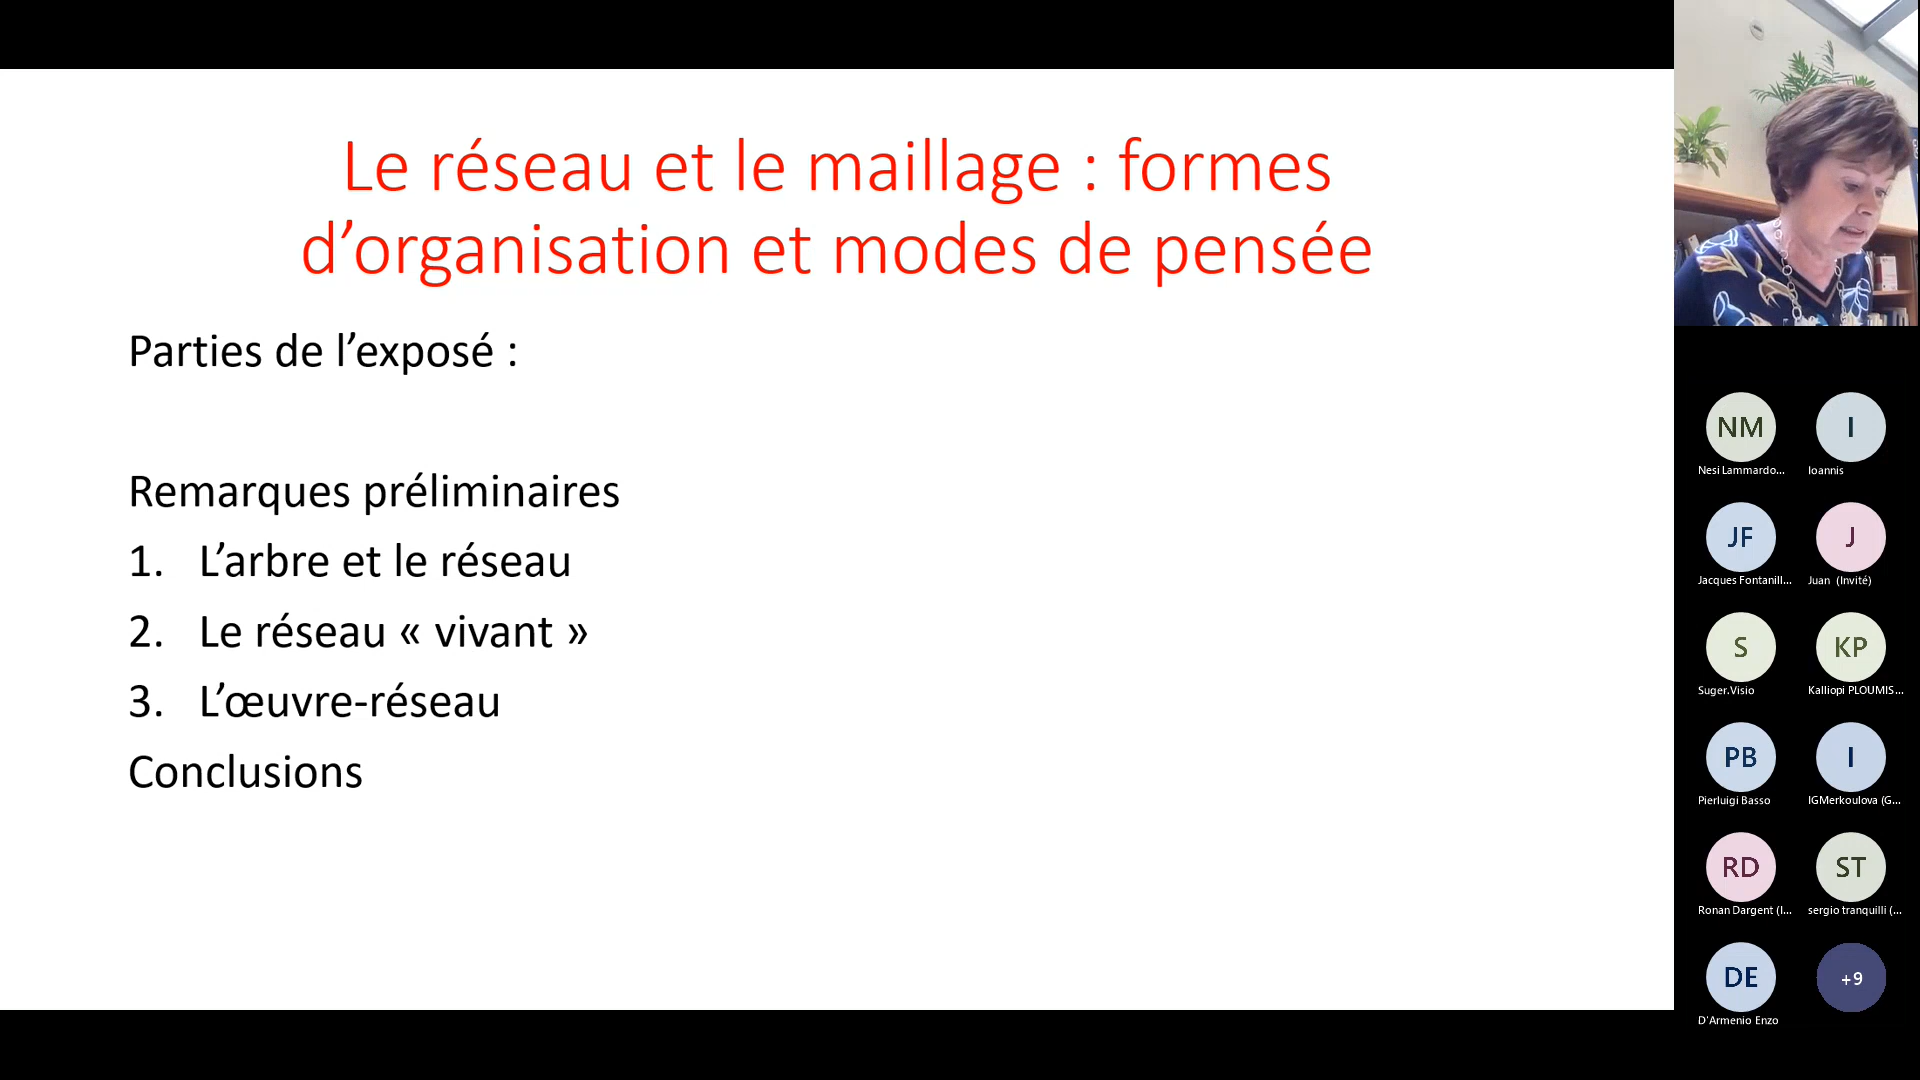 Le réseau et le maillage : formes
d’organisation et modes de pensée
Parties de l’exposé :
Remarques préliminaires
1. L’arbre et le réseau
2. Le réseau « vivant »
3. L’œuvre-réseau
Conclusions
NM
Nesi Lammardo...
I
Ioannis
JF
Jacques Fontanill...
J
Juan (Invité)
S
Suger.Visio
KP
Kalliopi PLOUMIS...
PB
Pierluigi Basso
I
IGMerkoulova (G...
RD
Ronan Dargent (I...
ST
sergio tranquilli (...
DE
D'Armenio Enzo
+9